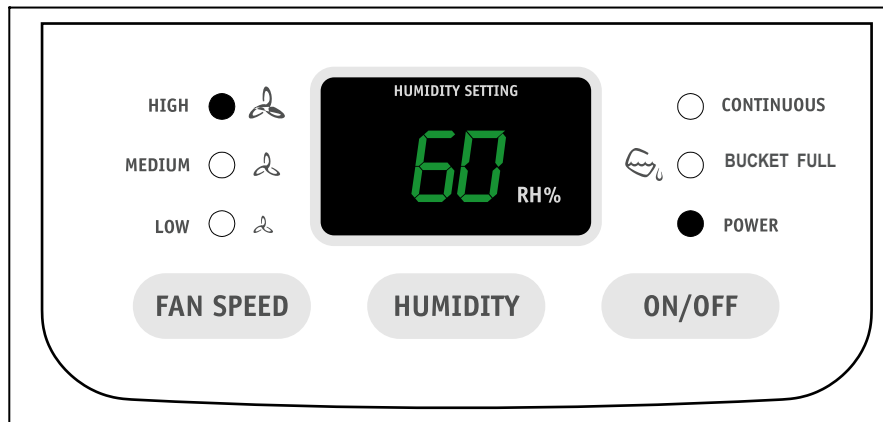 HUMIDITY SETTING
HIGH
60
RH%
CONTINUOUS
MEDIUM
BUCKET FULL
LOW
POWER
FAN SPEED
HUMIDITY
ON/OFF